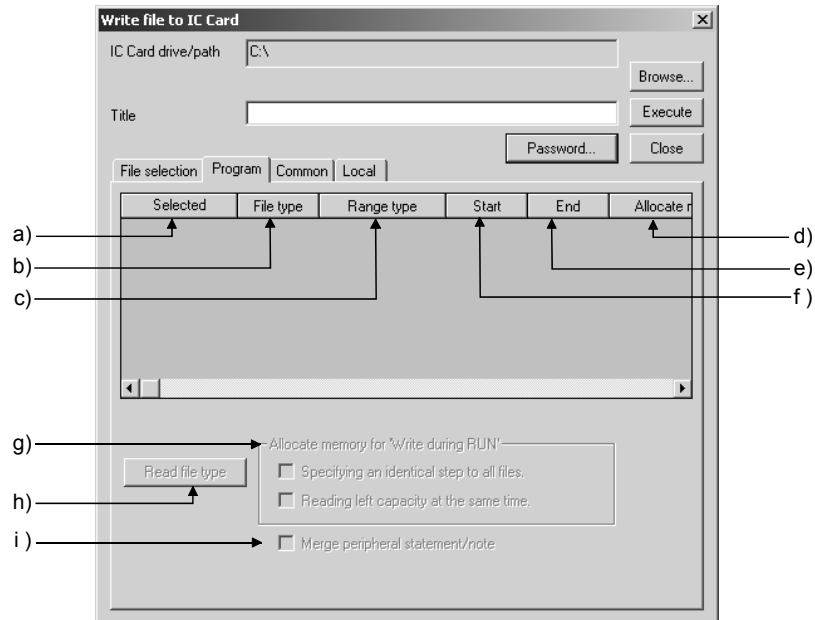 Write file to IC Card
IC Card drive/path C:\
Browse...
Title Execute
Password... Close
File selection Program Common Local
Selected File type Range type Start End Allocate r
a) d)
b) e)
c) f )
g) Allocate memory for 'Write during RUN'
Read file type Specifying an identical step to all files.
h) Reading left capacity at the same time.
i ) Merge peripheral statement/note